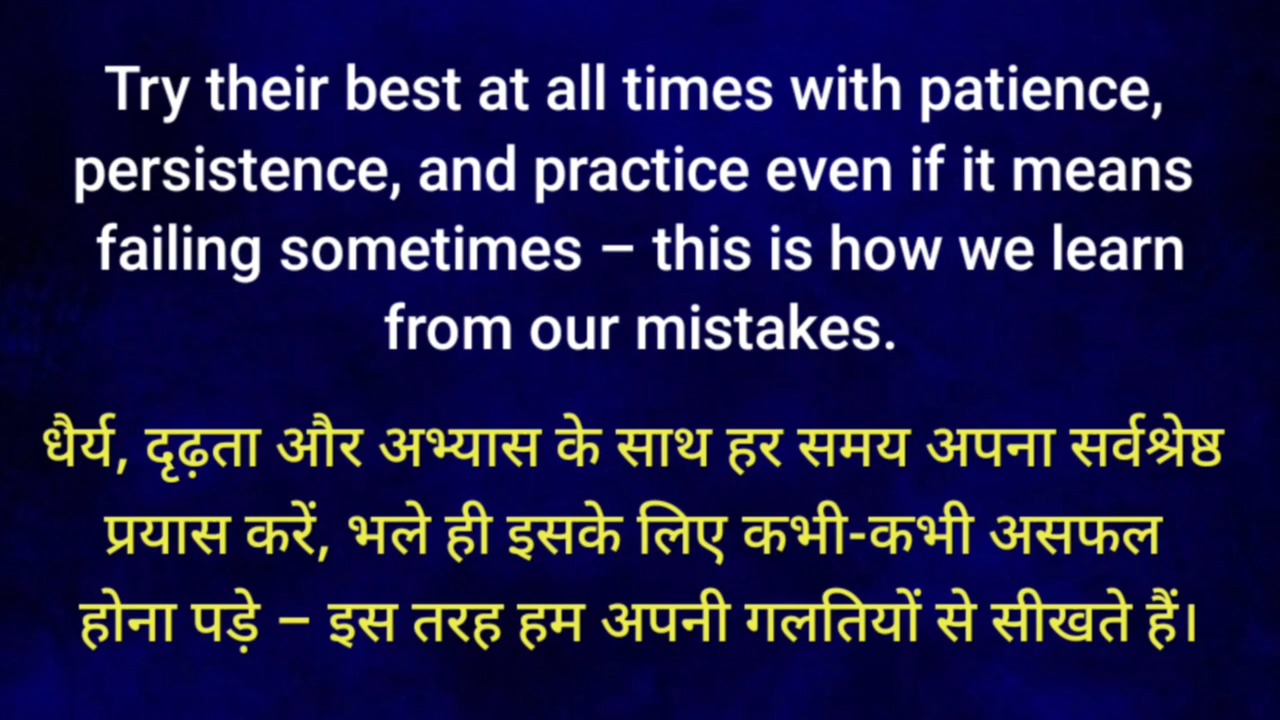 Try their best at all times with patience,
persistence, and practice even if it means
failing sometimes – this is how we learn
from our mistakes.
धैर्य, दृढ़ता और अभ्यास के साथ हर समय अपना सर्वश्रेष्ठ
प्रयास करें, भले ही इसके लिए कभी-कभी असफल
होना पड़े – इस तरह हम अपनी गलतियों से सीखते हैं।